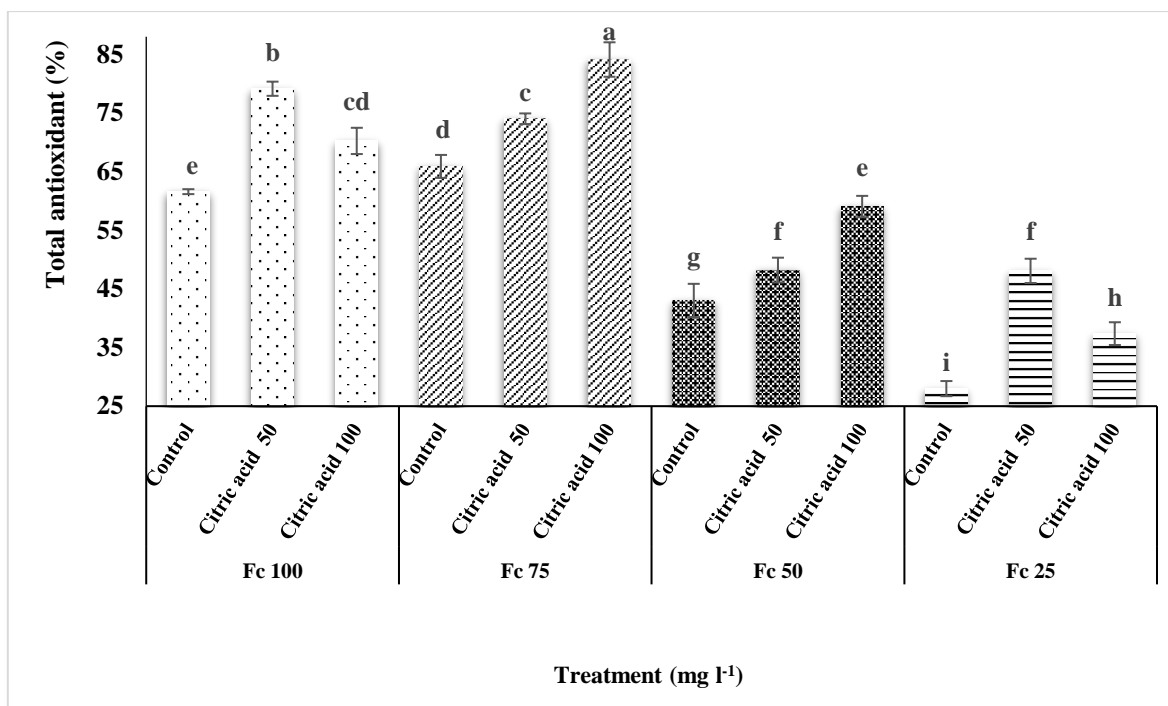 Total antioxidant (%)
85
75
65
55
45
35
25
e
b
cd
d
c
a
g
f
e
i
f
h
Control
Citric acid 50
Citric acid 100
Control
Citric acid 50
Citric acid 100
Control
Citric acid 50
Citric acid 100
Control
Citric acid 50
Citric acid 100
Fc 100
Fc 75
Fc 50
Fc 25
Treatment (mg l⁻¹)